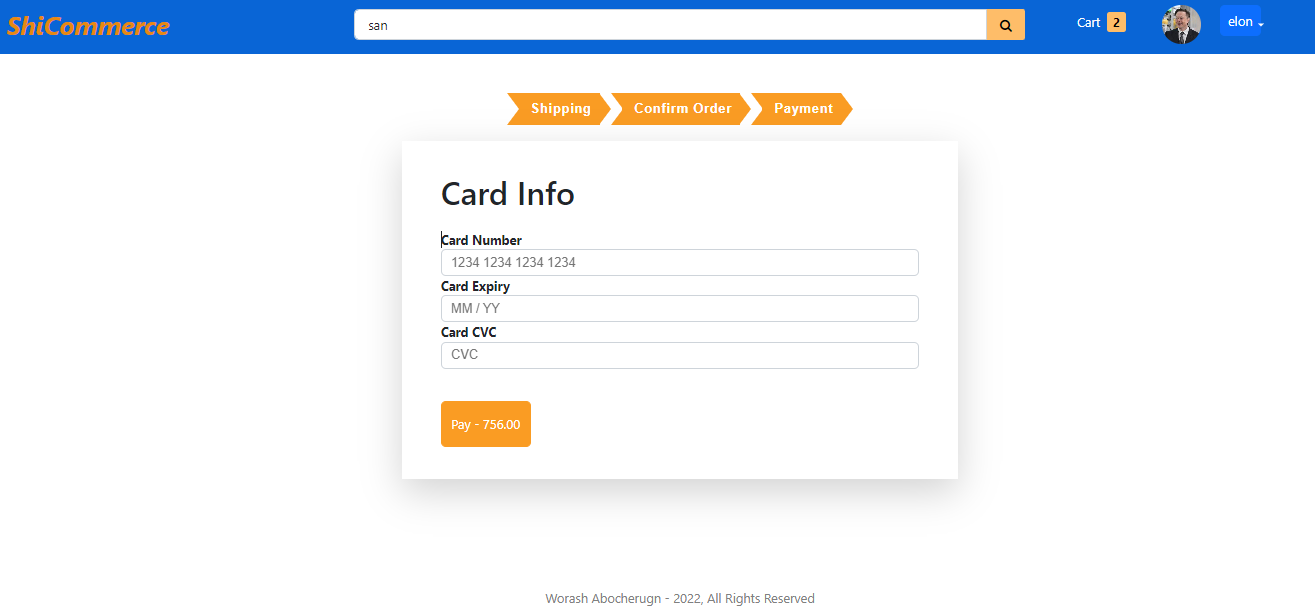 ShiCommerce
san
Cart 2
elon
Shipping Confirm Order Payment
Card Info
Card Number
1234 1234 1234 1234
Card Expiry
MM / YY
Card CVC
CVC
Pay - 756.00
Worash Abocherugn - 2022, All Rights Reserved